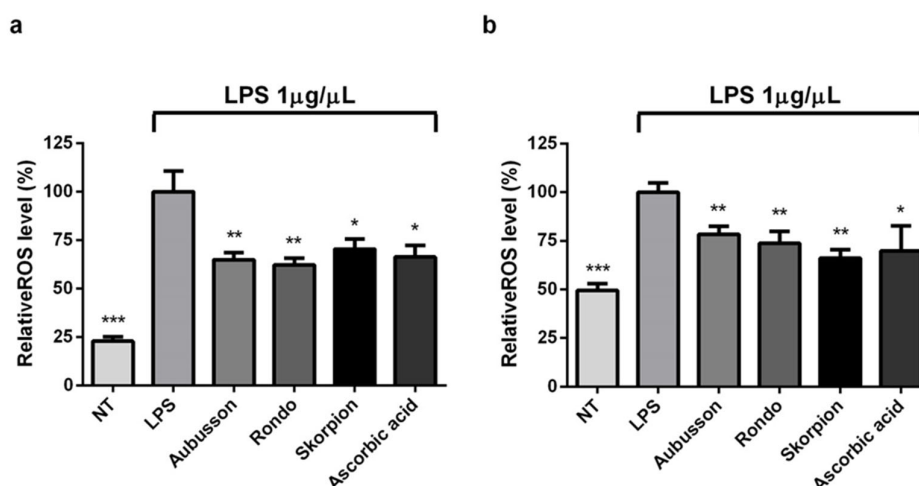 a
LPS 1μg/μL
RelativeROS level (%)
125
100
75
50
25
0
***
**
**
*
*
NT
LPS
Aubusson
Rondo
Skorpion
Ascorbic acid
b
LPS 1μg/μL
RelativeROS level (%)
125
100
75
50
25
0
***
**
**
**
*
NT
LPS
Aubusson
Rondo
Skorpion
Ascorbic acid